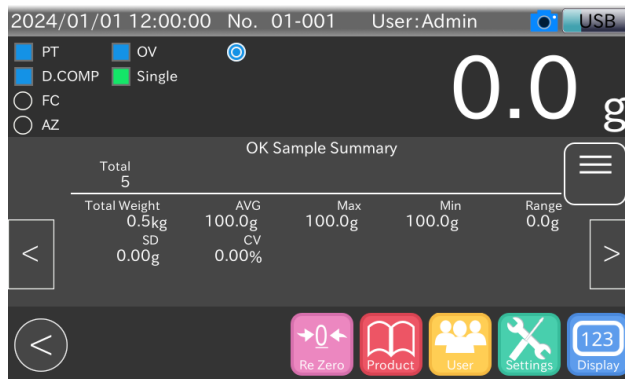 2024/01/01 12:00:00 No. 01-001 User:Admin USB
PT OV
D.COMP Single
FC
AZ
0.0 g
OK Sample Summary
Total
5
Total Weight AVG Max Min Range
0.5kg 100.0g 100.0g 100.0g 0.0g
SD CV
0.00g 0.00%
< >
<
→0← Re Zero Product User Settings 123 Display